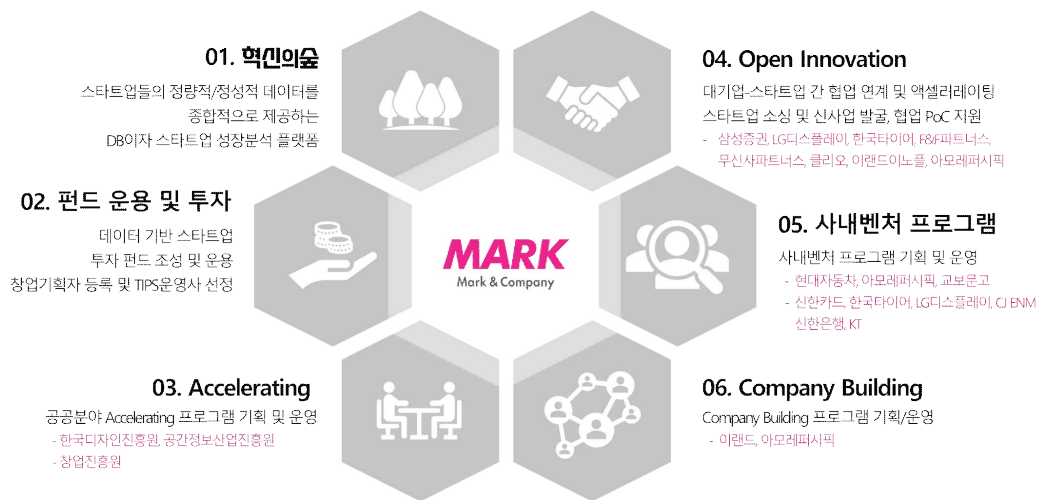 01. 혁신의숲
스타트업들의 정량적/정성적 데이터를
종합적으로 제공하는
DB이자 스타트업 성장분석 플랫폼
02. 펀드 운용 및 투자
데이터 기반 스타트업
투자 펀드 조성 및 운용
창업기획자 등록 및 TIPS운영사 선정
03. Accelerating
공공분야 Accelerating 프로그램 기획 및 운영
- 한국디자인진흥원, 공간정보산업진흥원
- 창업진흥원
MARK
Mark & Company
04. Open Innovation
대기업-스타트업 간 협업 연계 및 액셀러레이팅
스타트업 소싱 및 신사업 발굴, 협업 PoC 지원
- 삼성증권, LG디스플레이, 한국타이어, F&F파트너스,
무신사파트너스, 클리오, 이랜드이노플, 아모레퍼시픽
05. 사내벤처 프로그램
사내벤처 프로그램 기획 및 운영
- 현대자동차, 아모레퍼시픽, 교보문고
- 신한카드, 한국타이어, LG디스플레이, CJ ENM
신한은행, KT
06. Company Building
Company Building 프로그램 기획/운영
- 이랜드, 아모레퍼시픽